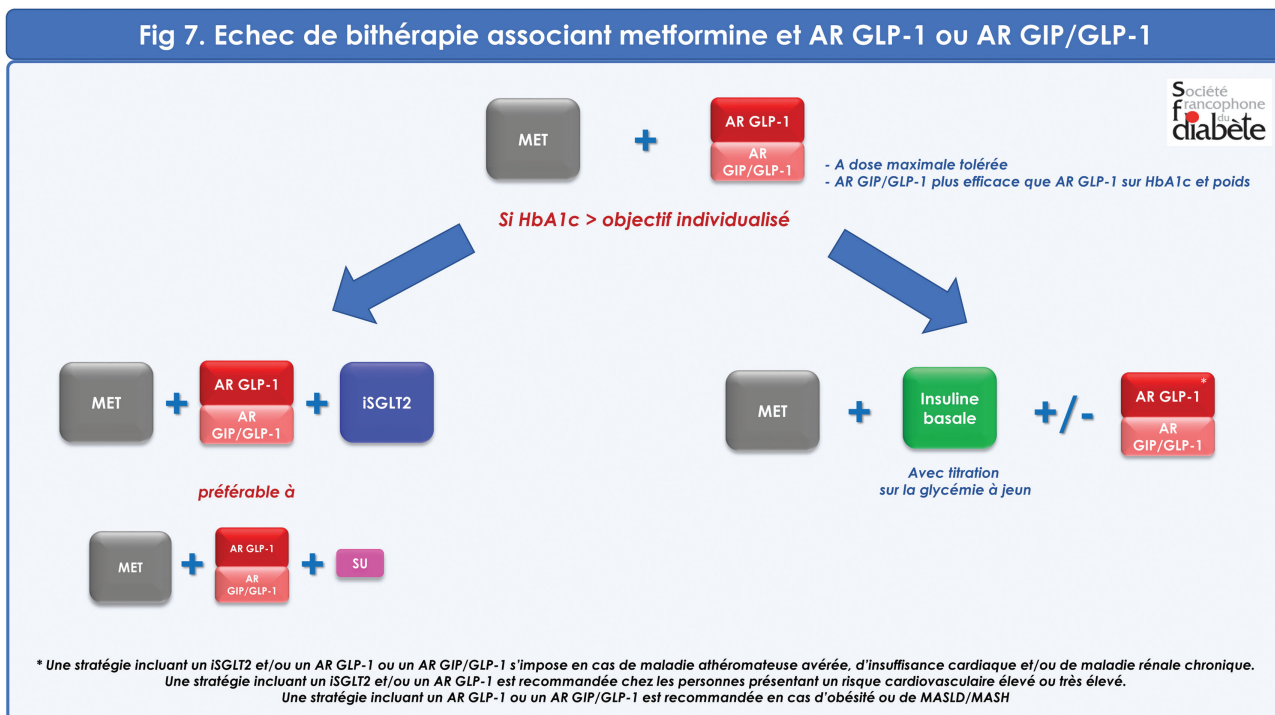 Fig 7. Echec de bithérapie associant metformine et AR GLP-1 ou AR GIP/GLP-1
Société
francophone
du
diabète
MET
+
AR GLP-1
AR
GIP/GLP-1
- A dose maximale tolérée
- AR GIP/GLP-1 plus efficace que AR GLP-1 sur HbA1c et poids
Si HbA1c > objectif individualisé
MET
+
AR GLP-1
AR
GIP/GLP-1
+
iSGLT2
préférable à
MET
+
AR GLP-1
AR
GIP/GLP-1
+
SU
MET
+
Insuline
basale
+/-
AR GLP-1 *
AR
GIP/GLP-1
Avec titration
sur la glycémie à jeun
* Une stratégie incluant un iSGLT2 et/ou un AR GLP-1 ou un AR GIP/GLP-1 s'impose en cas de maladie athéromateuse avérée, d'insuffisance cardiaque et/ou de maladie rénale chronique.
Une stratégie incluant un iSGLT2 et/ou un AR GLP-1 est recommandée chez les personnes présentant un risque cardiovasculaire élevé ou très élevé.
Une stratégie incluant un AR GLP-1 ou un AR GIP/GLP-1 est recommandée en cas d'obésité ou de MASLD/MASH